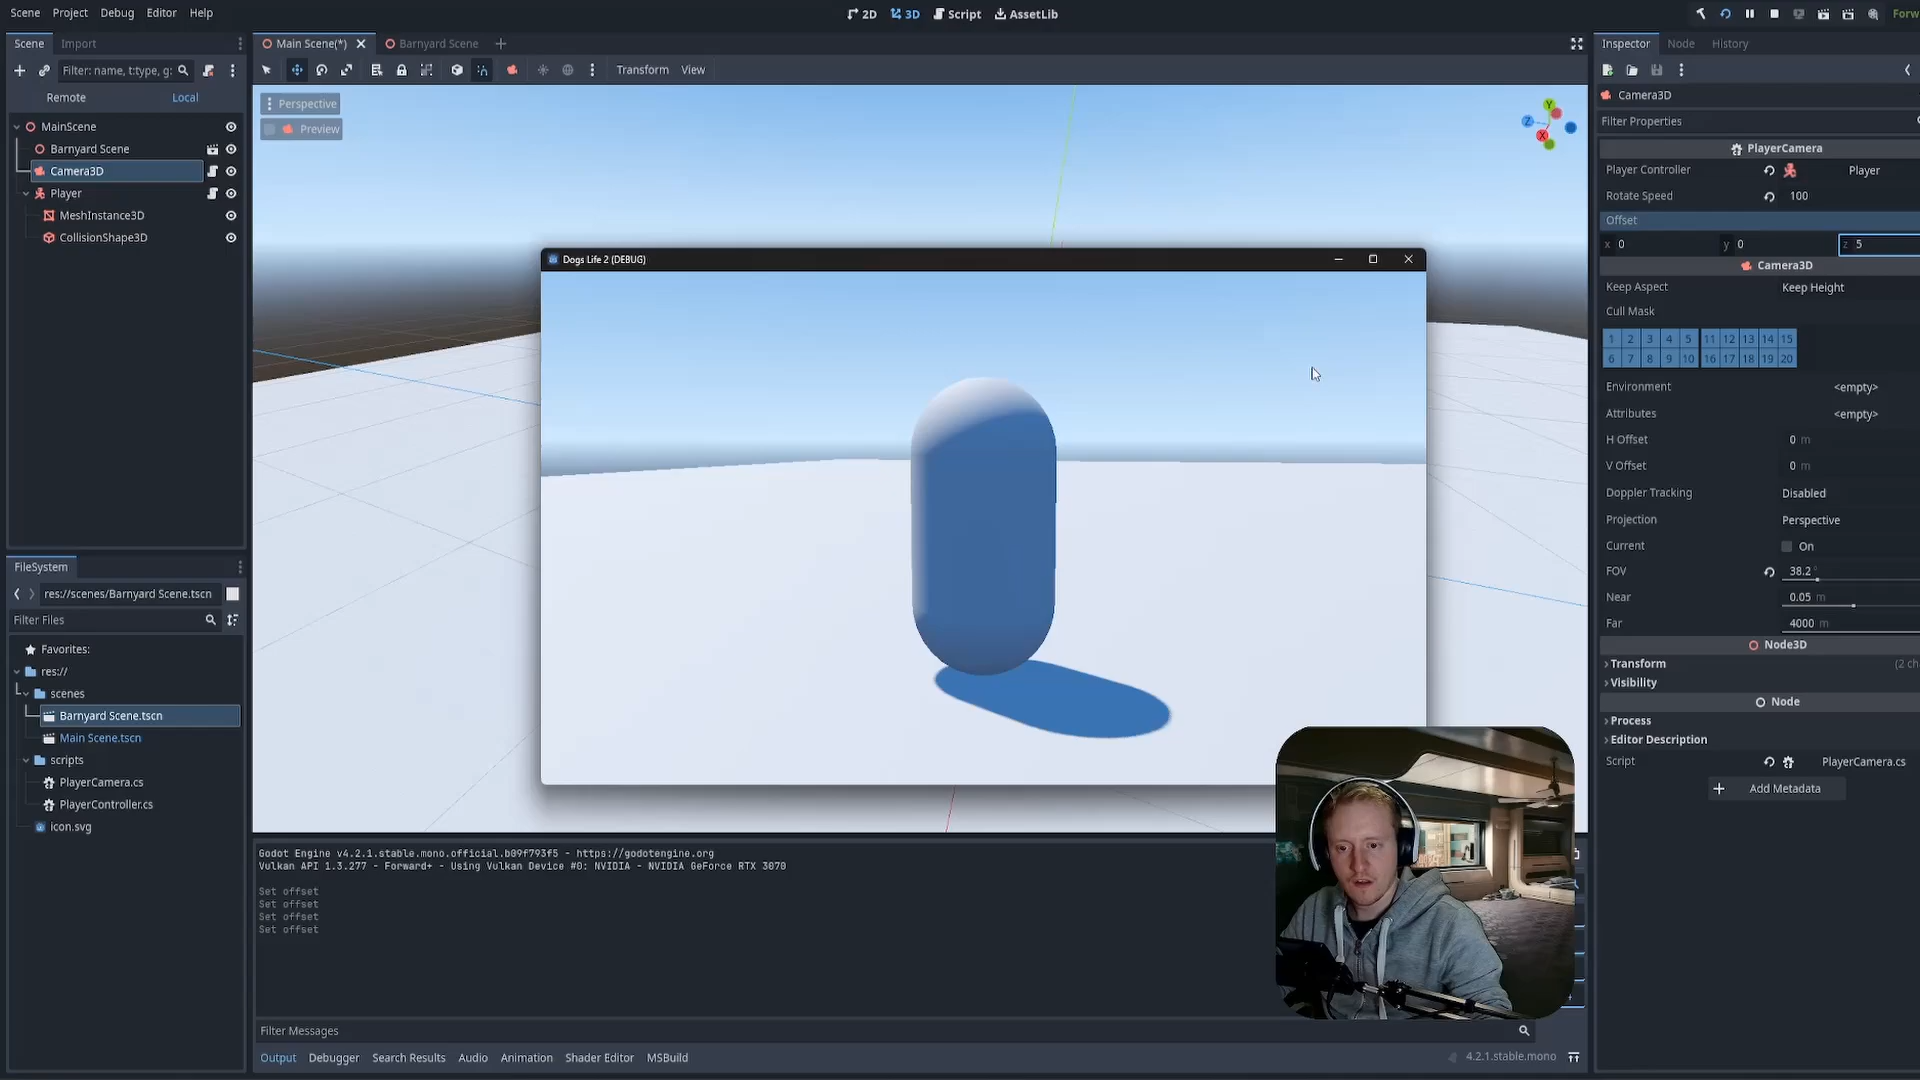 Scene Project Debug Editor Help
2D 3D Script AssetLib
Forw
Scene Import
Main Scene(*) Barnyard Scene
Inspector Node History
Filter: name, t:type, g:
Transform View
Remote Local
Perspective
Preview
Y
Z
X
Camera3D
Filter Properties
MainScene
Barnyard Scene
Camera3D
Player
MeshInstance3D
CollisionShape3D
PlayerCamera
Player Controller Player
Rotate Speed 100
Offset
x 0 y 0 z 5
Camera3D
Keep Aspect Keep Height
Cull Mask
1 2 3 4 5 11 12 13 14 15
6 7 8 9 10 16 17 18 19 20
Environment <empty>
Attributes <empty>
H Offset 0 m
V Offset 0 m
Doppler Tracking Disabled
Projection Perspective
Current On
FOV 38.2 °
Near 0.05 m
Far 4000 m
Node3D
Transform (2 ch
Visibility
Node
Process
Editor Description
Script PlayerCamera.cs
Add Metadata
Dogs Life 2 (DEBUG)
FileSystem
res://scenes/Barnyard Scene.tscn
Filter Files
Favorites:
res://
scenes
Barnyard Scene.tscn
Main Scene.tscn
scripts
PlayerCamera.cs
PlayerController.cs
icon.svg
Godot Engine v4.2.1.stable.mono.official.b09f793f5 - https://godotengine.org
Vulkan API 1.3.277 - Forward+ - Using Vulkan Device #0: NVIDIA - NVIDIA GeForce RTX 3070
Set offset
Set offset
Set offset
Set offset
Filter Messages
Output Debugger Search Results Audio Animation Shader Editor MSBuild
4.2.1.stable.mono